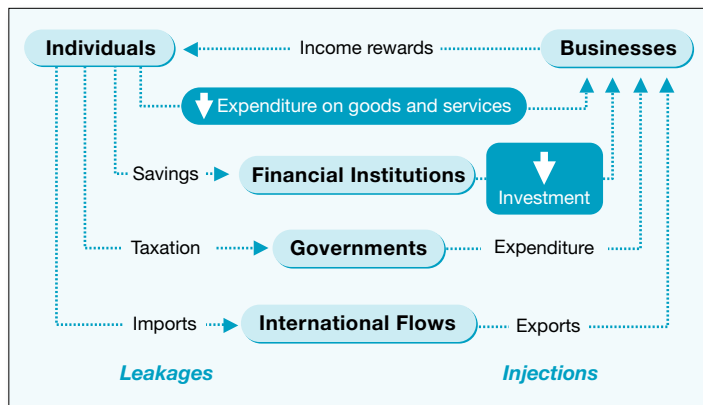 Individuals
Income rewards
Businesses
Expenditure on goods and services
Savings
Financial Institutions
Investment
Taxation
Governments
Expenditure
Imports
International Flows
Exports
Leakages
Injections